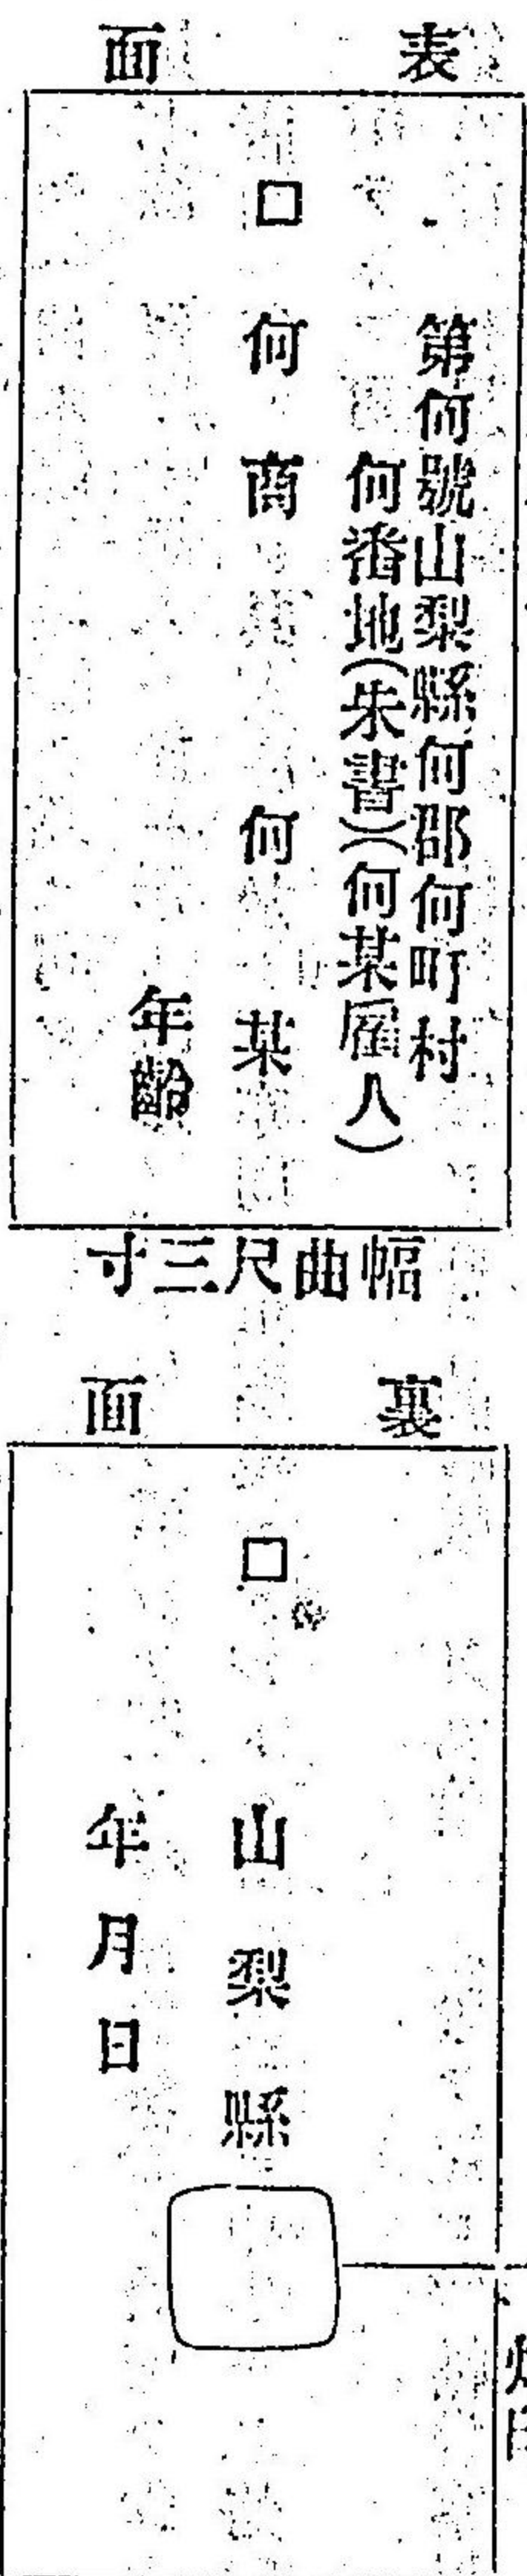 表面
第何號山梨縣何郡何町村
何番地(朱書)(何某雇人)
□何商 何某
年齡
幅曲尺三寸
裏面
□山梨縣
年月日